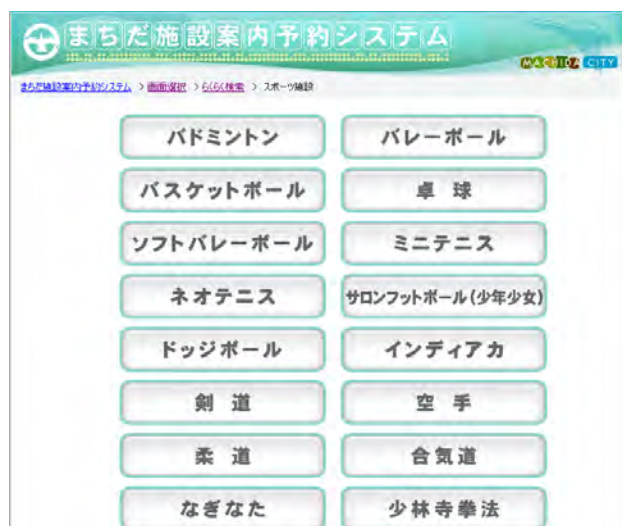 まちだ施設案内予約システム
MACHIDA CITY
まちだ施設案内予約システム > 画面選択 > らくらく検索 > スポーツ施設
バドミントン バレーボール
バスケットボール 卓 球
ソフトバレーボール ミニテニス
ネオテニス サロンフットボール(少年少女)
ドッジボール インディアカ
剣 道 空 手
柔 道 合気道
なぎなた 少林寺拳法